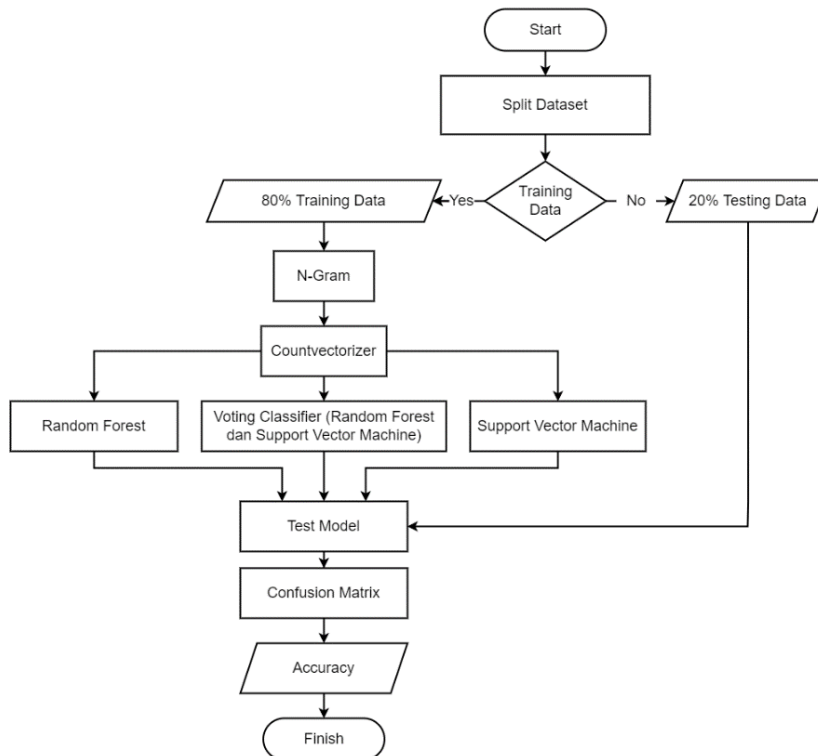 Start
Split Dataset
Training
Data
Yes
No
80% Training Data
20% Testing Data
N-Gram
Countvectorizer
Random Forest
Voting Classifier (Random Forest
dan Support Vector Machine)
Support Vector Machine
Test Model
Confusion Matrix
Accuracy
Finish